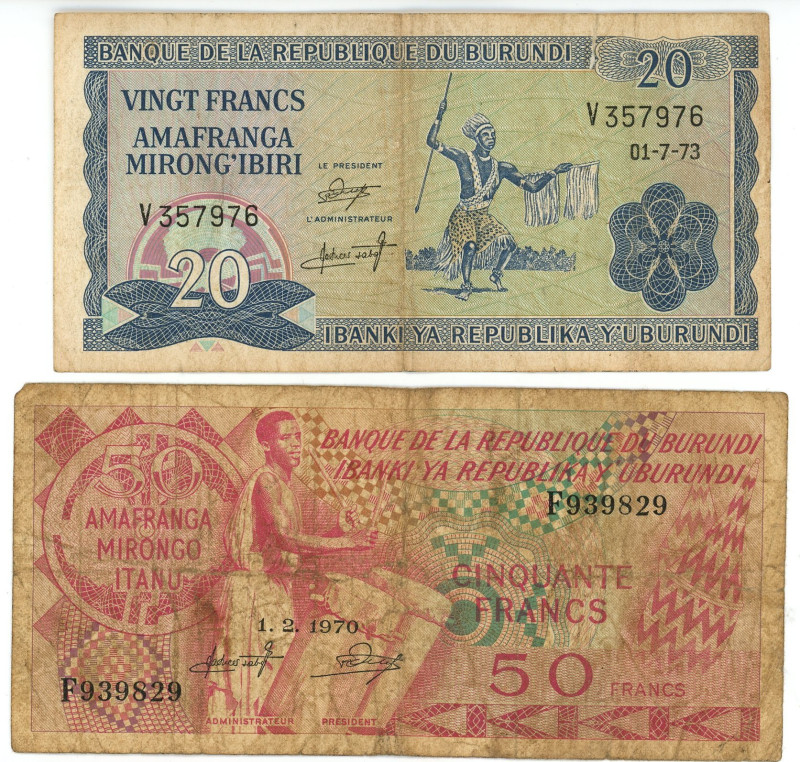 BANQUE DE LA REPUBLIQUE DU BURUNDI
20
VINGT FRANCS
AMAFRANGA
MIRONG'IBIRI
V357976
01-7-73
LE PRESIDENT
L'ADMINISTRATEUR
V357976
20
IBANKI YA REPUBLIKA Y'UBURUNDI
BANQUE DE LA REPUBLIQUE DU BURUNDI
IBANKI YA REPUBLIKA Y'UBURUNDI
50
AMAFRANGA
MIRONGO
ITANU
F939829
CINQUANTE
FRANCS
1. 2. 1970
F939829
50 FRANCS
ADMINISTRATEUR PRÉSIDENT